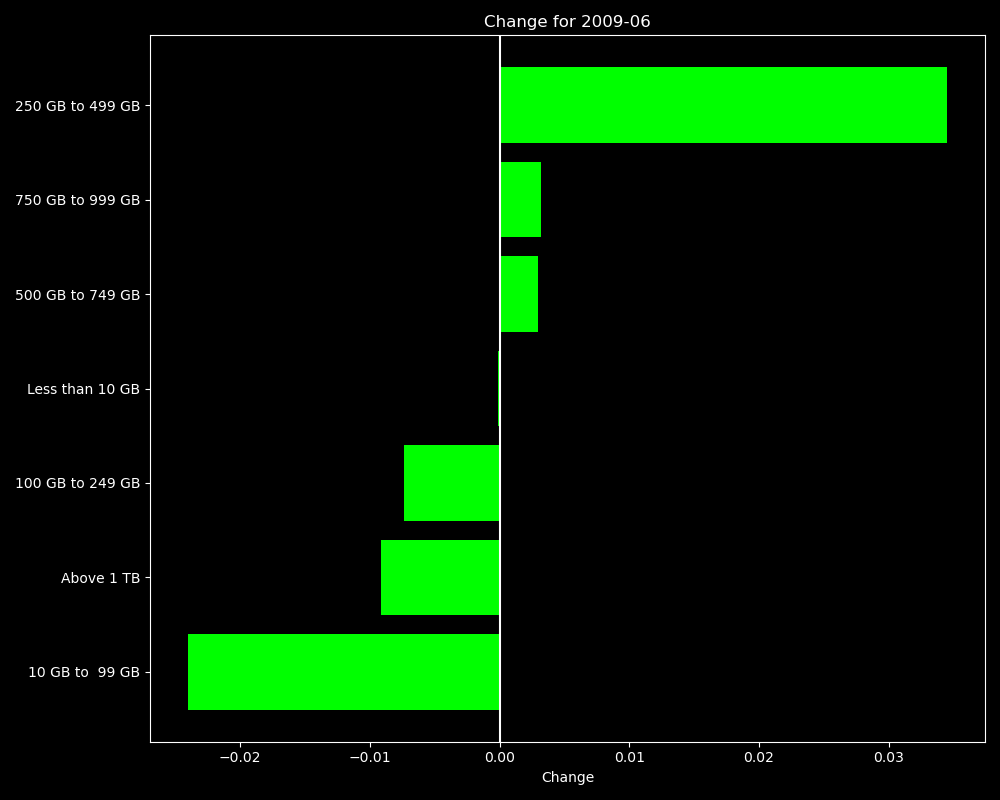 Change for 2009-06
250 GB to 499 GB
750 GB to 999 GB
500 GB to 749 GB
Less than 10 GB
100 GB to 249 GB
Above 1 TB
10 GB to  99 GB
−0.02 −0.01 0.00 0.01 0.02 0.03
Change